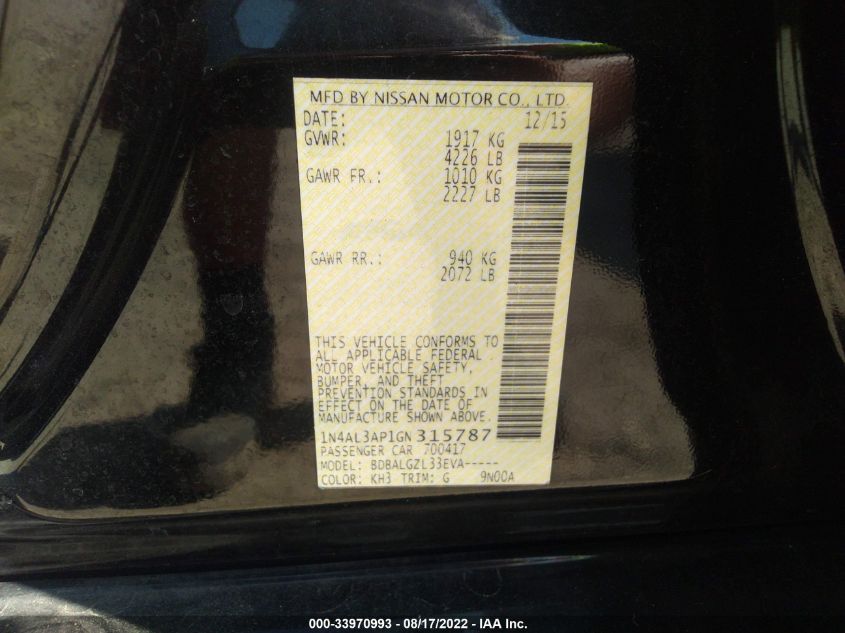 MFD BY NISSAN MOTOR CO., LTD.
DATE: 12/15
GVWR: 1917 KG
4226 LB
GAWR FR.: 1010 KG
2227 LB
GAWR RR.: 940 KG
2072 LB
THIS VEHICLE CONFORMS TO
ALL APPLICABLE FEDERAL
MOTOR VEHICLE SAFETY,
BUMPER, AND THEFT
PREVENTION STANDARDS IN
EFFECT ON THE DATE OF
MANUFACTURE SHOWN ABOVE.
1N4AL3AP1GN315787
PASSENGER CAR 700417
MODEL: BDBALGZL33EVA-----
COLOR: KH3 TRIM: G 9N00A
000-33970993 - 08/17/2022 - IAA Inc.